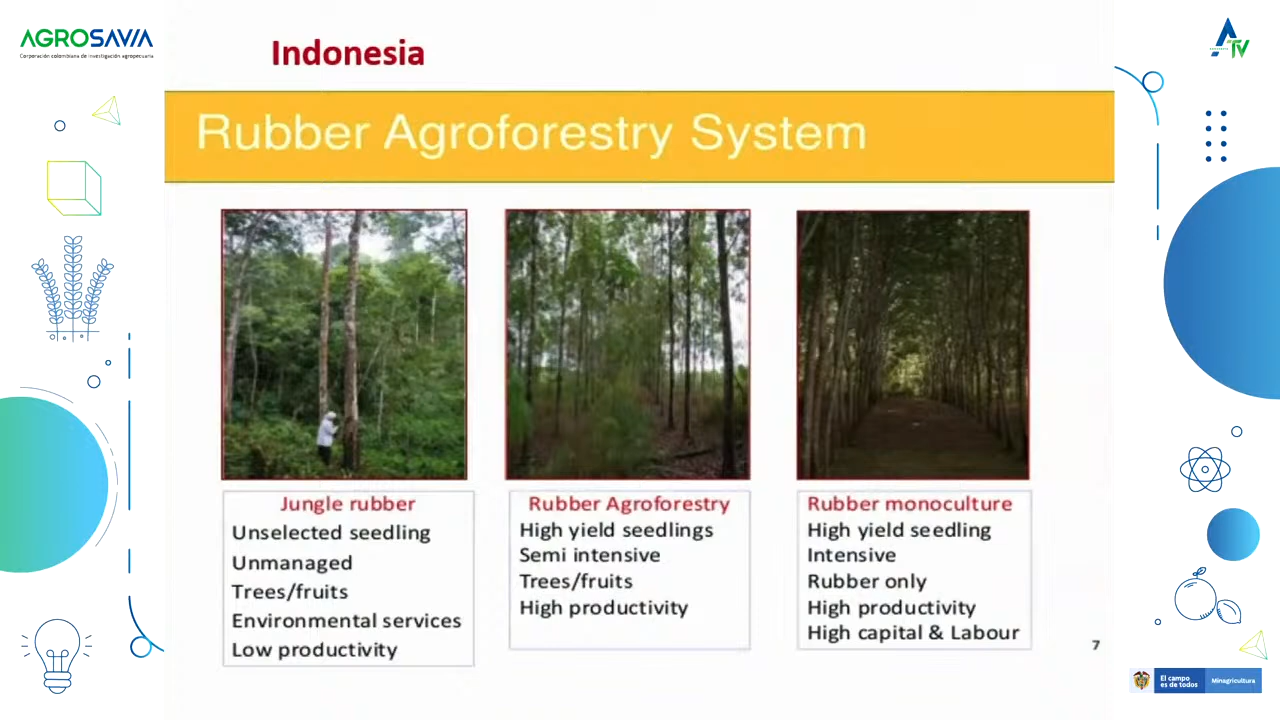 AGROSAVIA
Corporación colombiana de investigación agropecuaria
Indonesia
A
TV
Rubber Agroforestry System
Jungle rubber
Unselected seedling
Unmanaged
Trees/fruits
Environmental services
Low productivity
Rubber Agroforestry
High yield seedlings
Semi intensive
Trees/fruits
High productivity
Rubber monoculture
High yield seedling
Intensive
Rubber only
High productivity
High capital & Labour
7
El campo
es de todos
Minagricultura